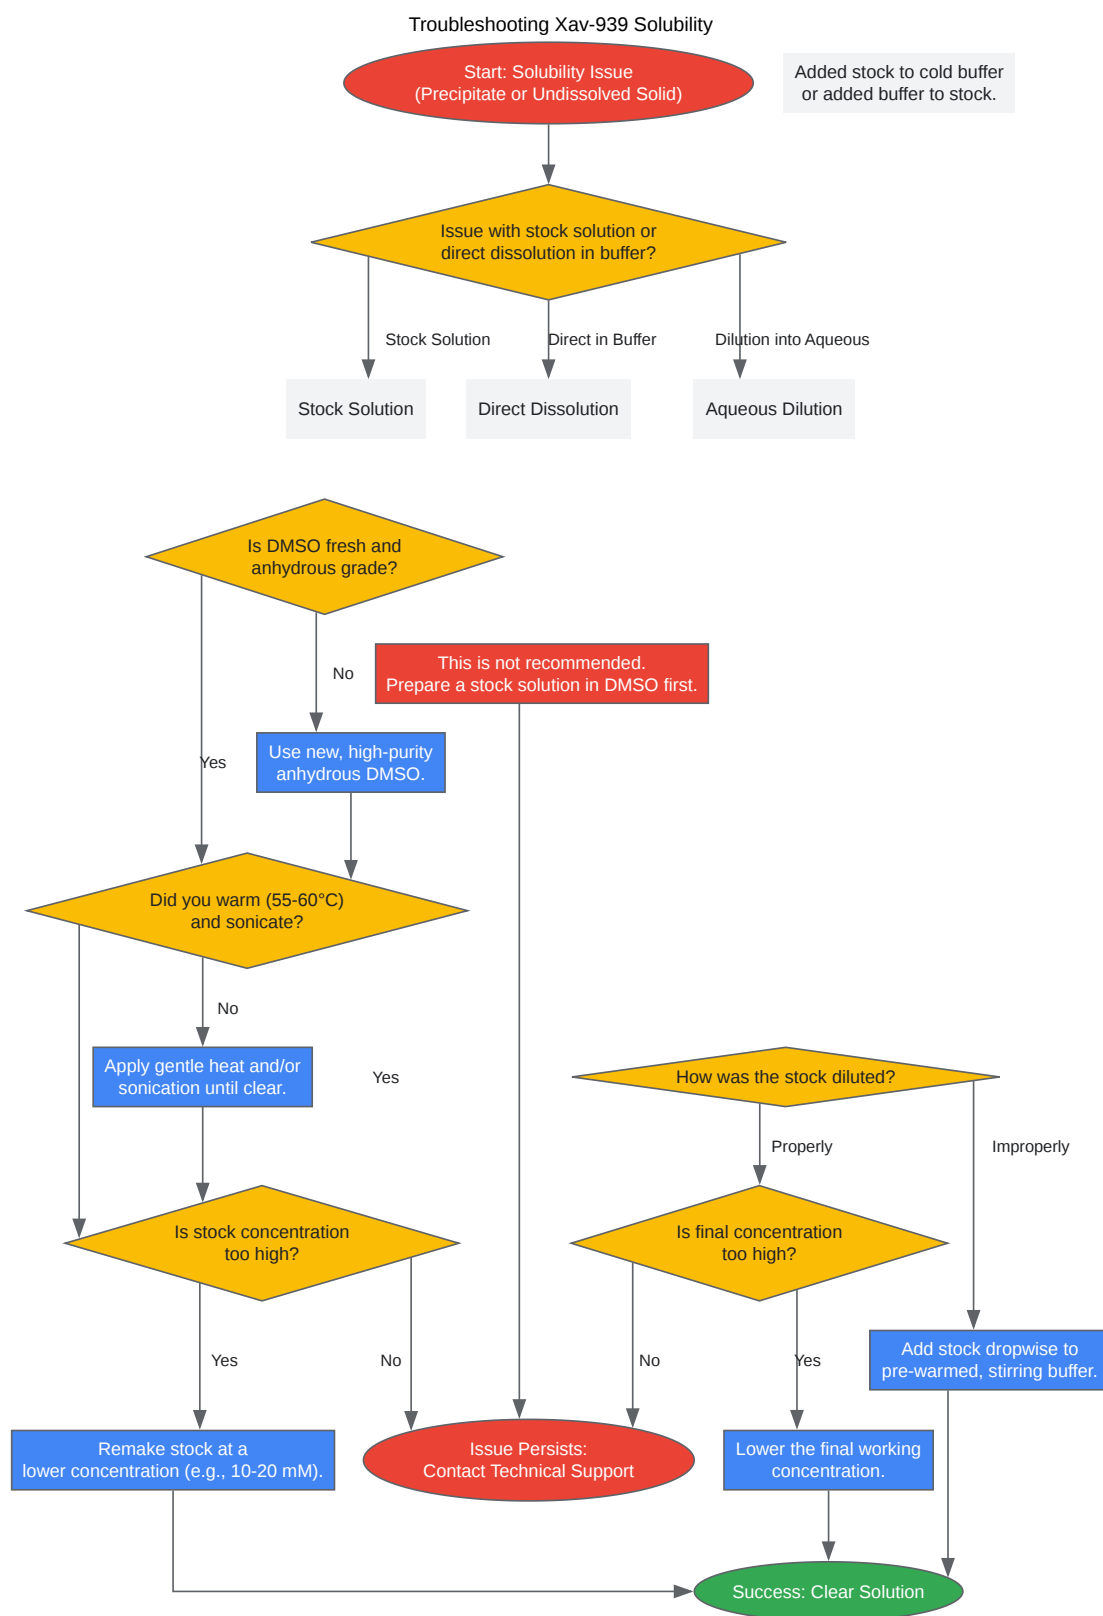 Troubleshooting Xav-939 Solubility
Start: Solubility Issue
(Precipitate or Undissolved Solid)
Added stock to cold buffer
or added buffer to stock.
Issue with stock solution or
direct dissolution in buffer?
Stock Solution
Direct in Buffer
Dilution into Aqueous
Stock Solution
Direct Dissolution
Aqueous Dilution
Is DMSO fresh and
anhydrous grade?
No
This is not recommended.
Prepare a stock solution in DMSO first.
Yes
Use new, high-purity
anhydrous DMSO.
Did you warm (55-60°C)
and sonicate?
No
Apply gentle heat and/or
sonication until clear.
Yes
How was the stock diluted?
Properly
Improperly
Is stock concentration
too high?
Is final concentration
too high?
Yes
No
No
Yes
Add stock dropwise to
pre-warmed, stirring buffer.
Remake stock at a
lower concentration (e.g., 10-20 mM).
Issue Persists:
Contact Technical Support
Lower the final working
concentration.
Success: Clear Solution